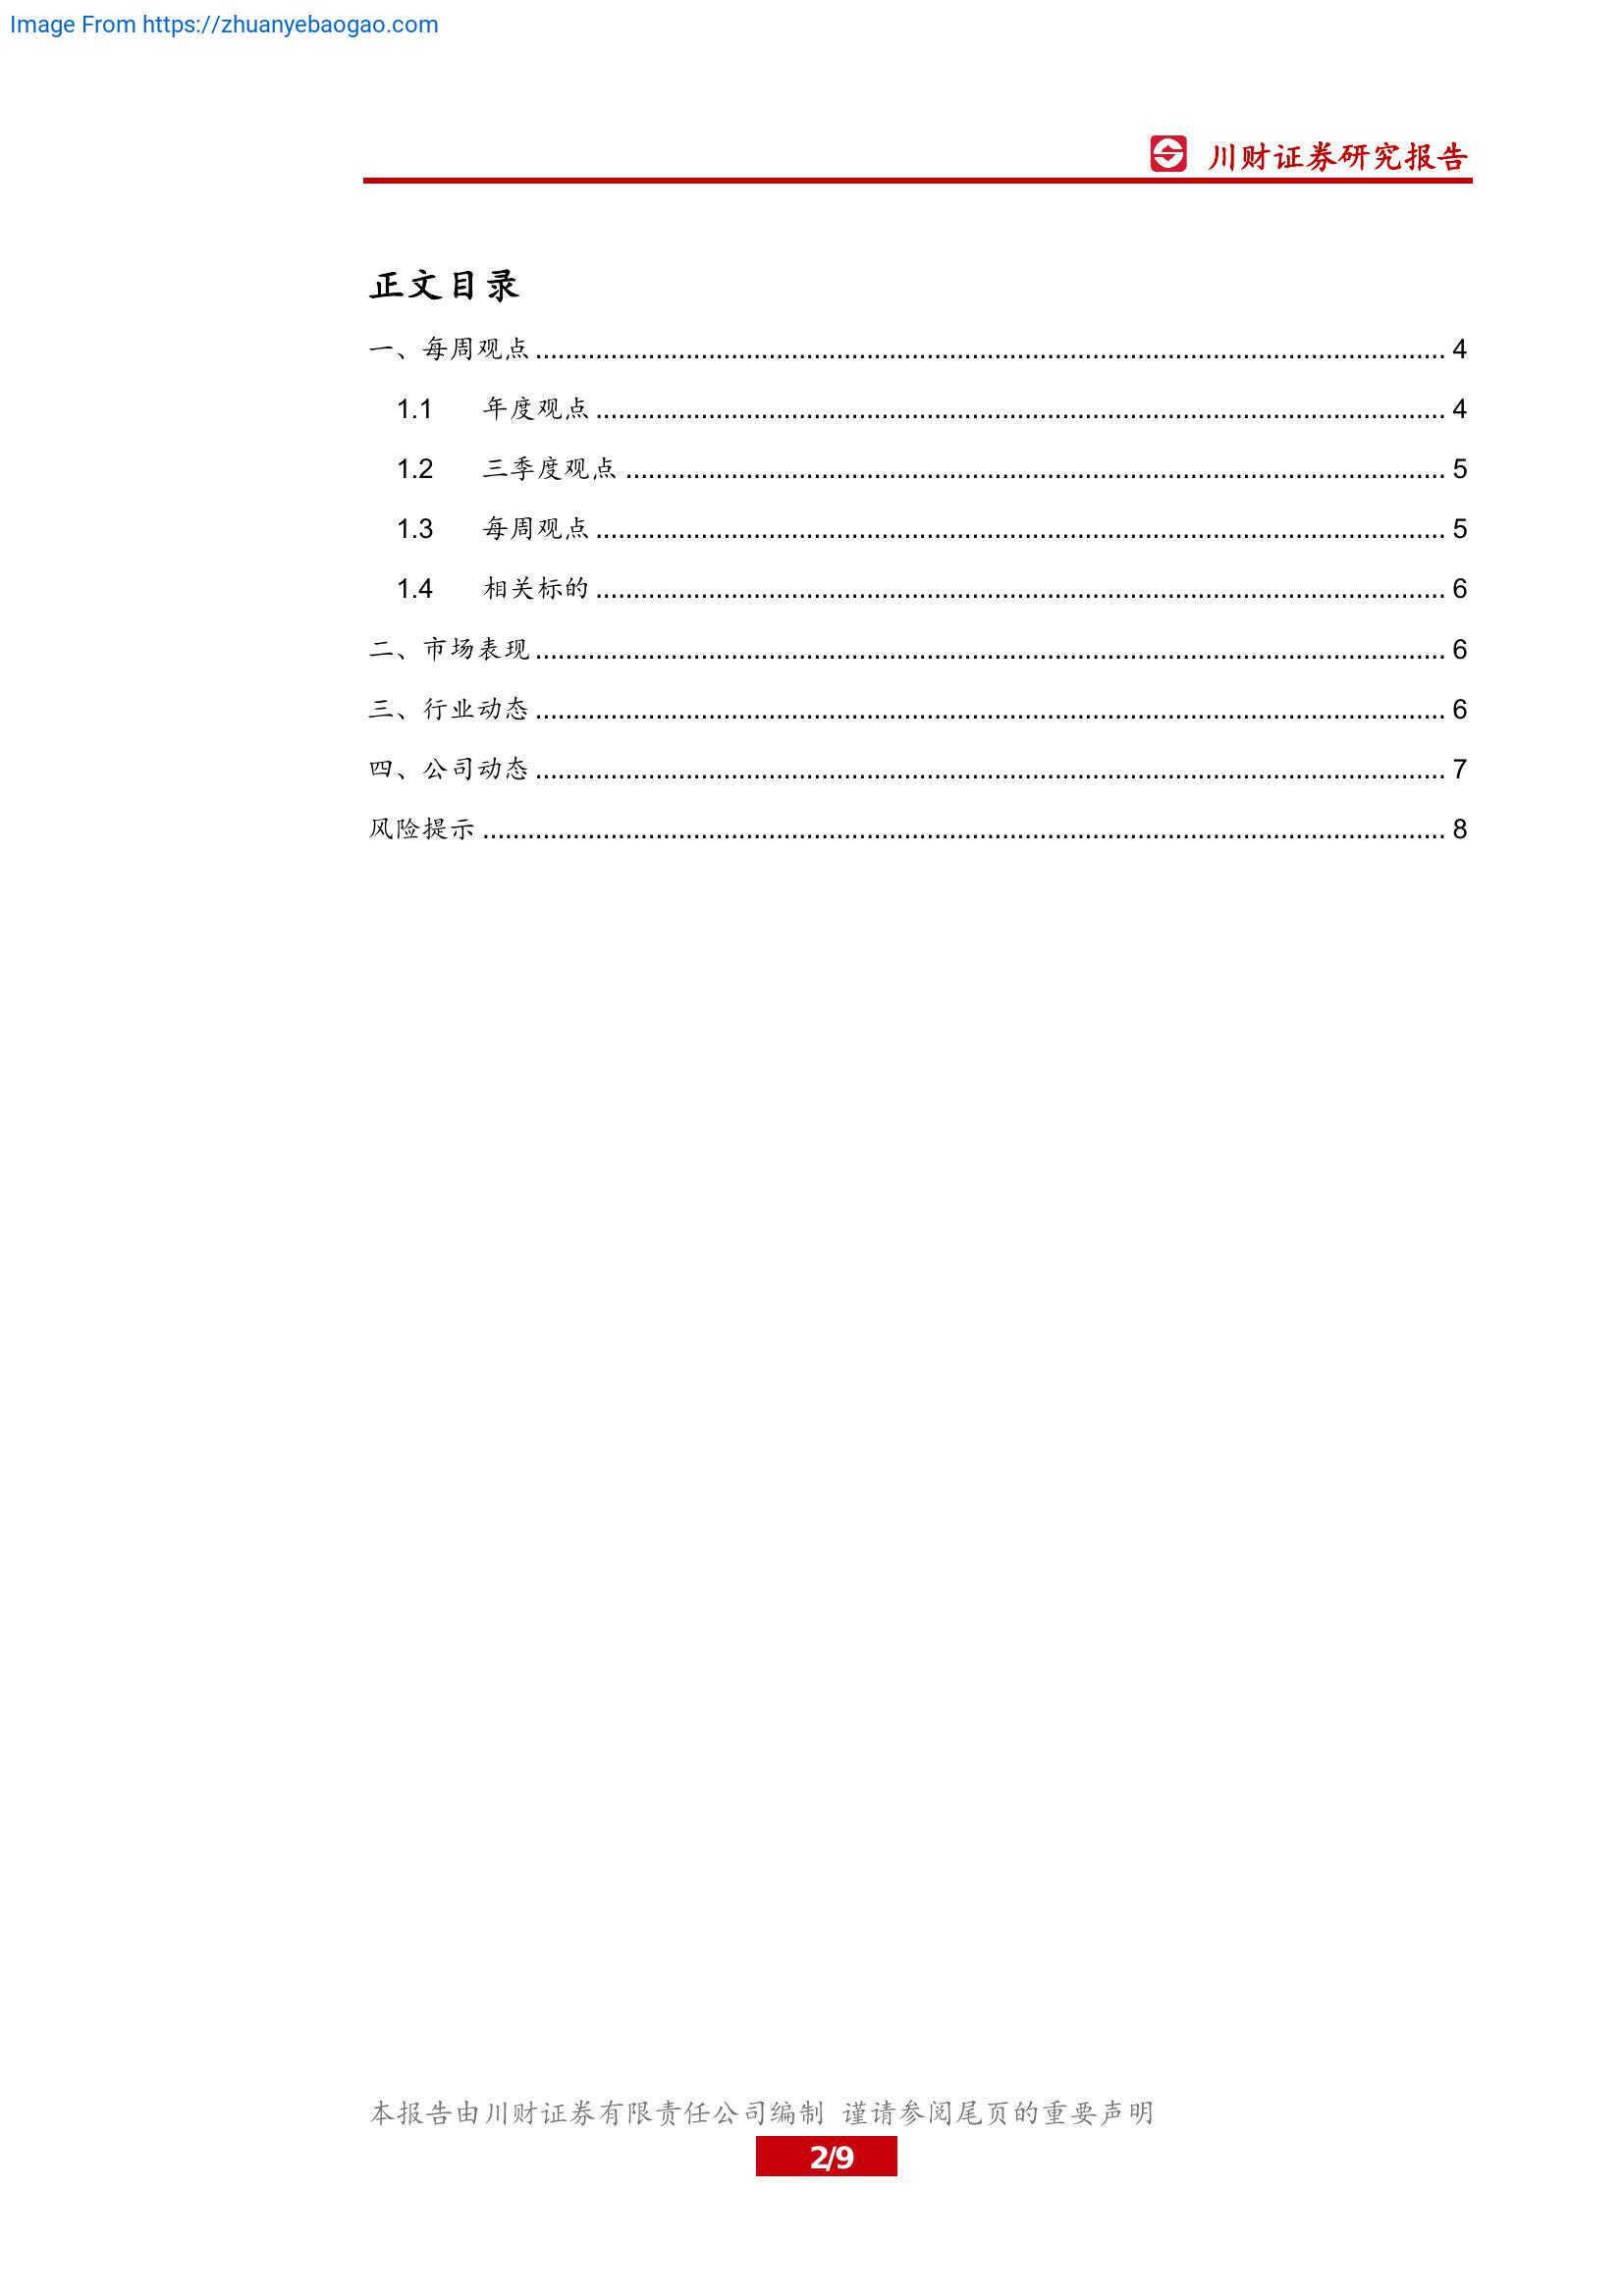 Image From https://zhuanyebaogao.com
川财证券研究报告
正文目录
一、每周观点 ........................................................................ 4
1.1 年度观点 ........................................................................ 4
1.2 三季度观点 ........................................................................ 5
1.3 每周观点 ........................................................................ 5
1.4 相关标的 ........................................................................ 6
二、市场表现 ........................................................................ 6
三、行业动态 ........................................................................ 6
四、公司动态 ........................................................................ 7
风险提示 ........................................................................ 8
本报告由川财证券有限责任公司编制 谨请参阅尾页的重要声明
2/9